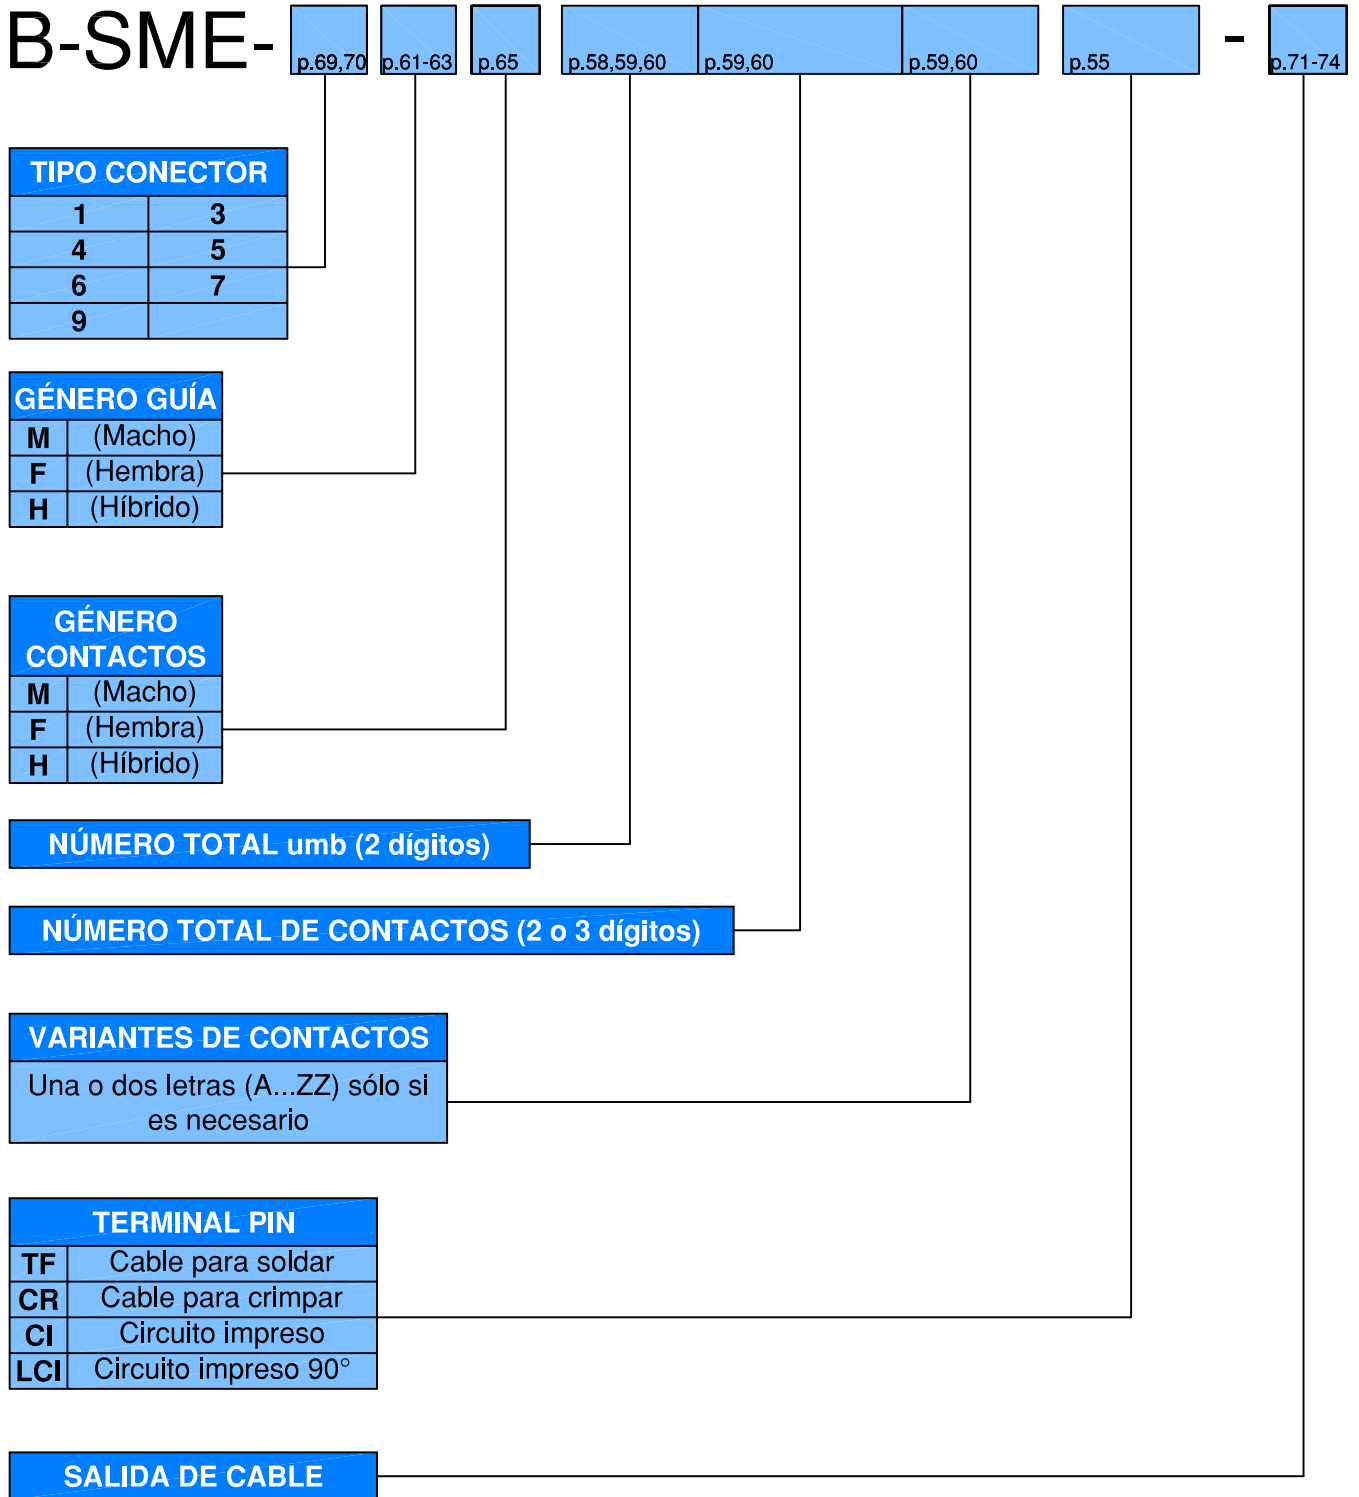 B-SME- -
p.69,70 p.61-63 p.65 p.58,59,60 p.59,60 p.59,60 p.55 p.71-74
TIPO CONECTOR
1 3
4 5
6 7
9
GÉNERO GUÍA
M (Macho)
F (Hembra)
H (Híbrido)
GÉNERO
CONTACTOS
M (Macho)
F (Hembra)
H (Híbrido)
NÚMERO TOTAL umb (2 dígitos)
NÚMERO TOTAL DE CONTACTOS (2 o 3 dígitos)
VARIANTES DE CONTACTOS
Una o dos letras (A...ZZ) sólo si
es necesario
TERMINAL PIN
TF Cable para soldar
CR Cable para crimpar
CI Circuito impreso
LCI Circuito impreso 90°
SALIDA DE CABLE